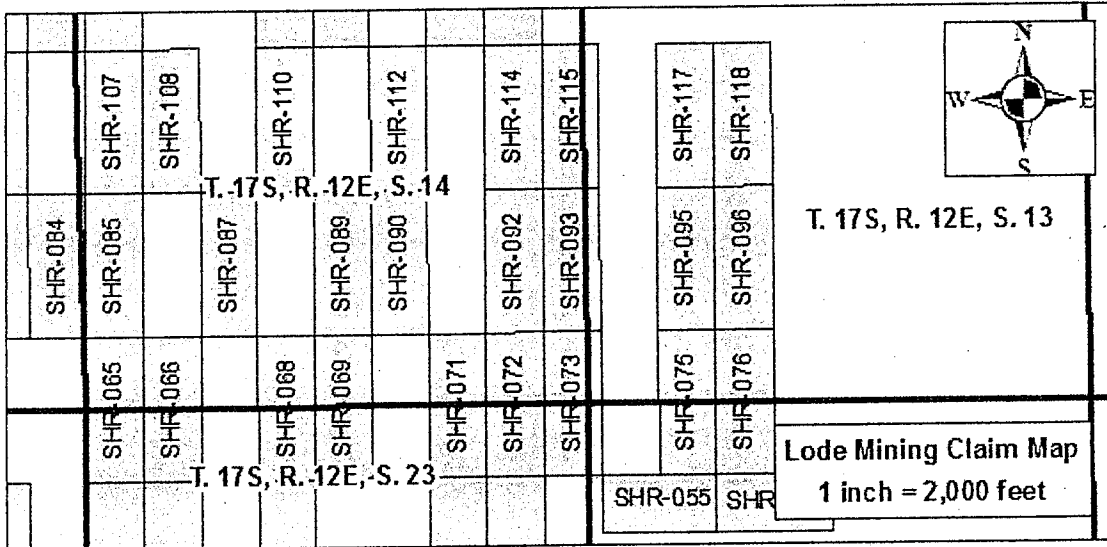 SHR-107
SHR-108
SHR-110
SHR-112
SHR-114
SHR-115
SHR-117
SHR-118
N
W
E
S
T. 17S, R. 12E, S. 14
T. 17S, R. 12E, S. 13
SHR-084
SHR-085
SHR-087
SHR-089
SHR-090
SHR-092
SHR-093
SHR-095
SHR-096
SHR-065
SHR-066
SHR-068
SHR-069
SHR-071
SHR-072
SHR-073
SHR-075
SHR-076
T. 17S, R. 12E, S. 23
SHR-055
SHR
Lode Mining Claim Map
1 inch = 2,000 feet